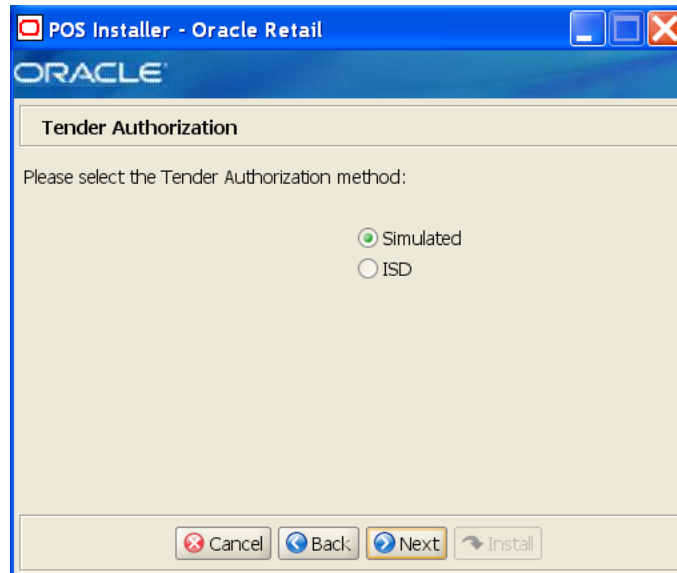 POS Installer - Oracle Retail
ORACLE
Tender Authorization
Please select the Tender Authorization method:
Simulated
ISD
Cancel Back Next Install